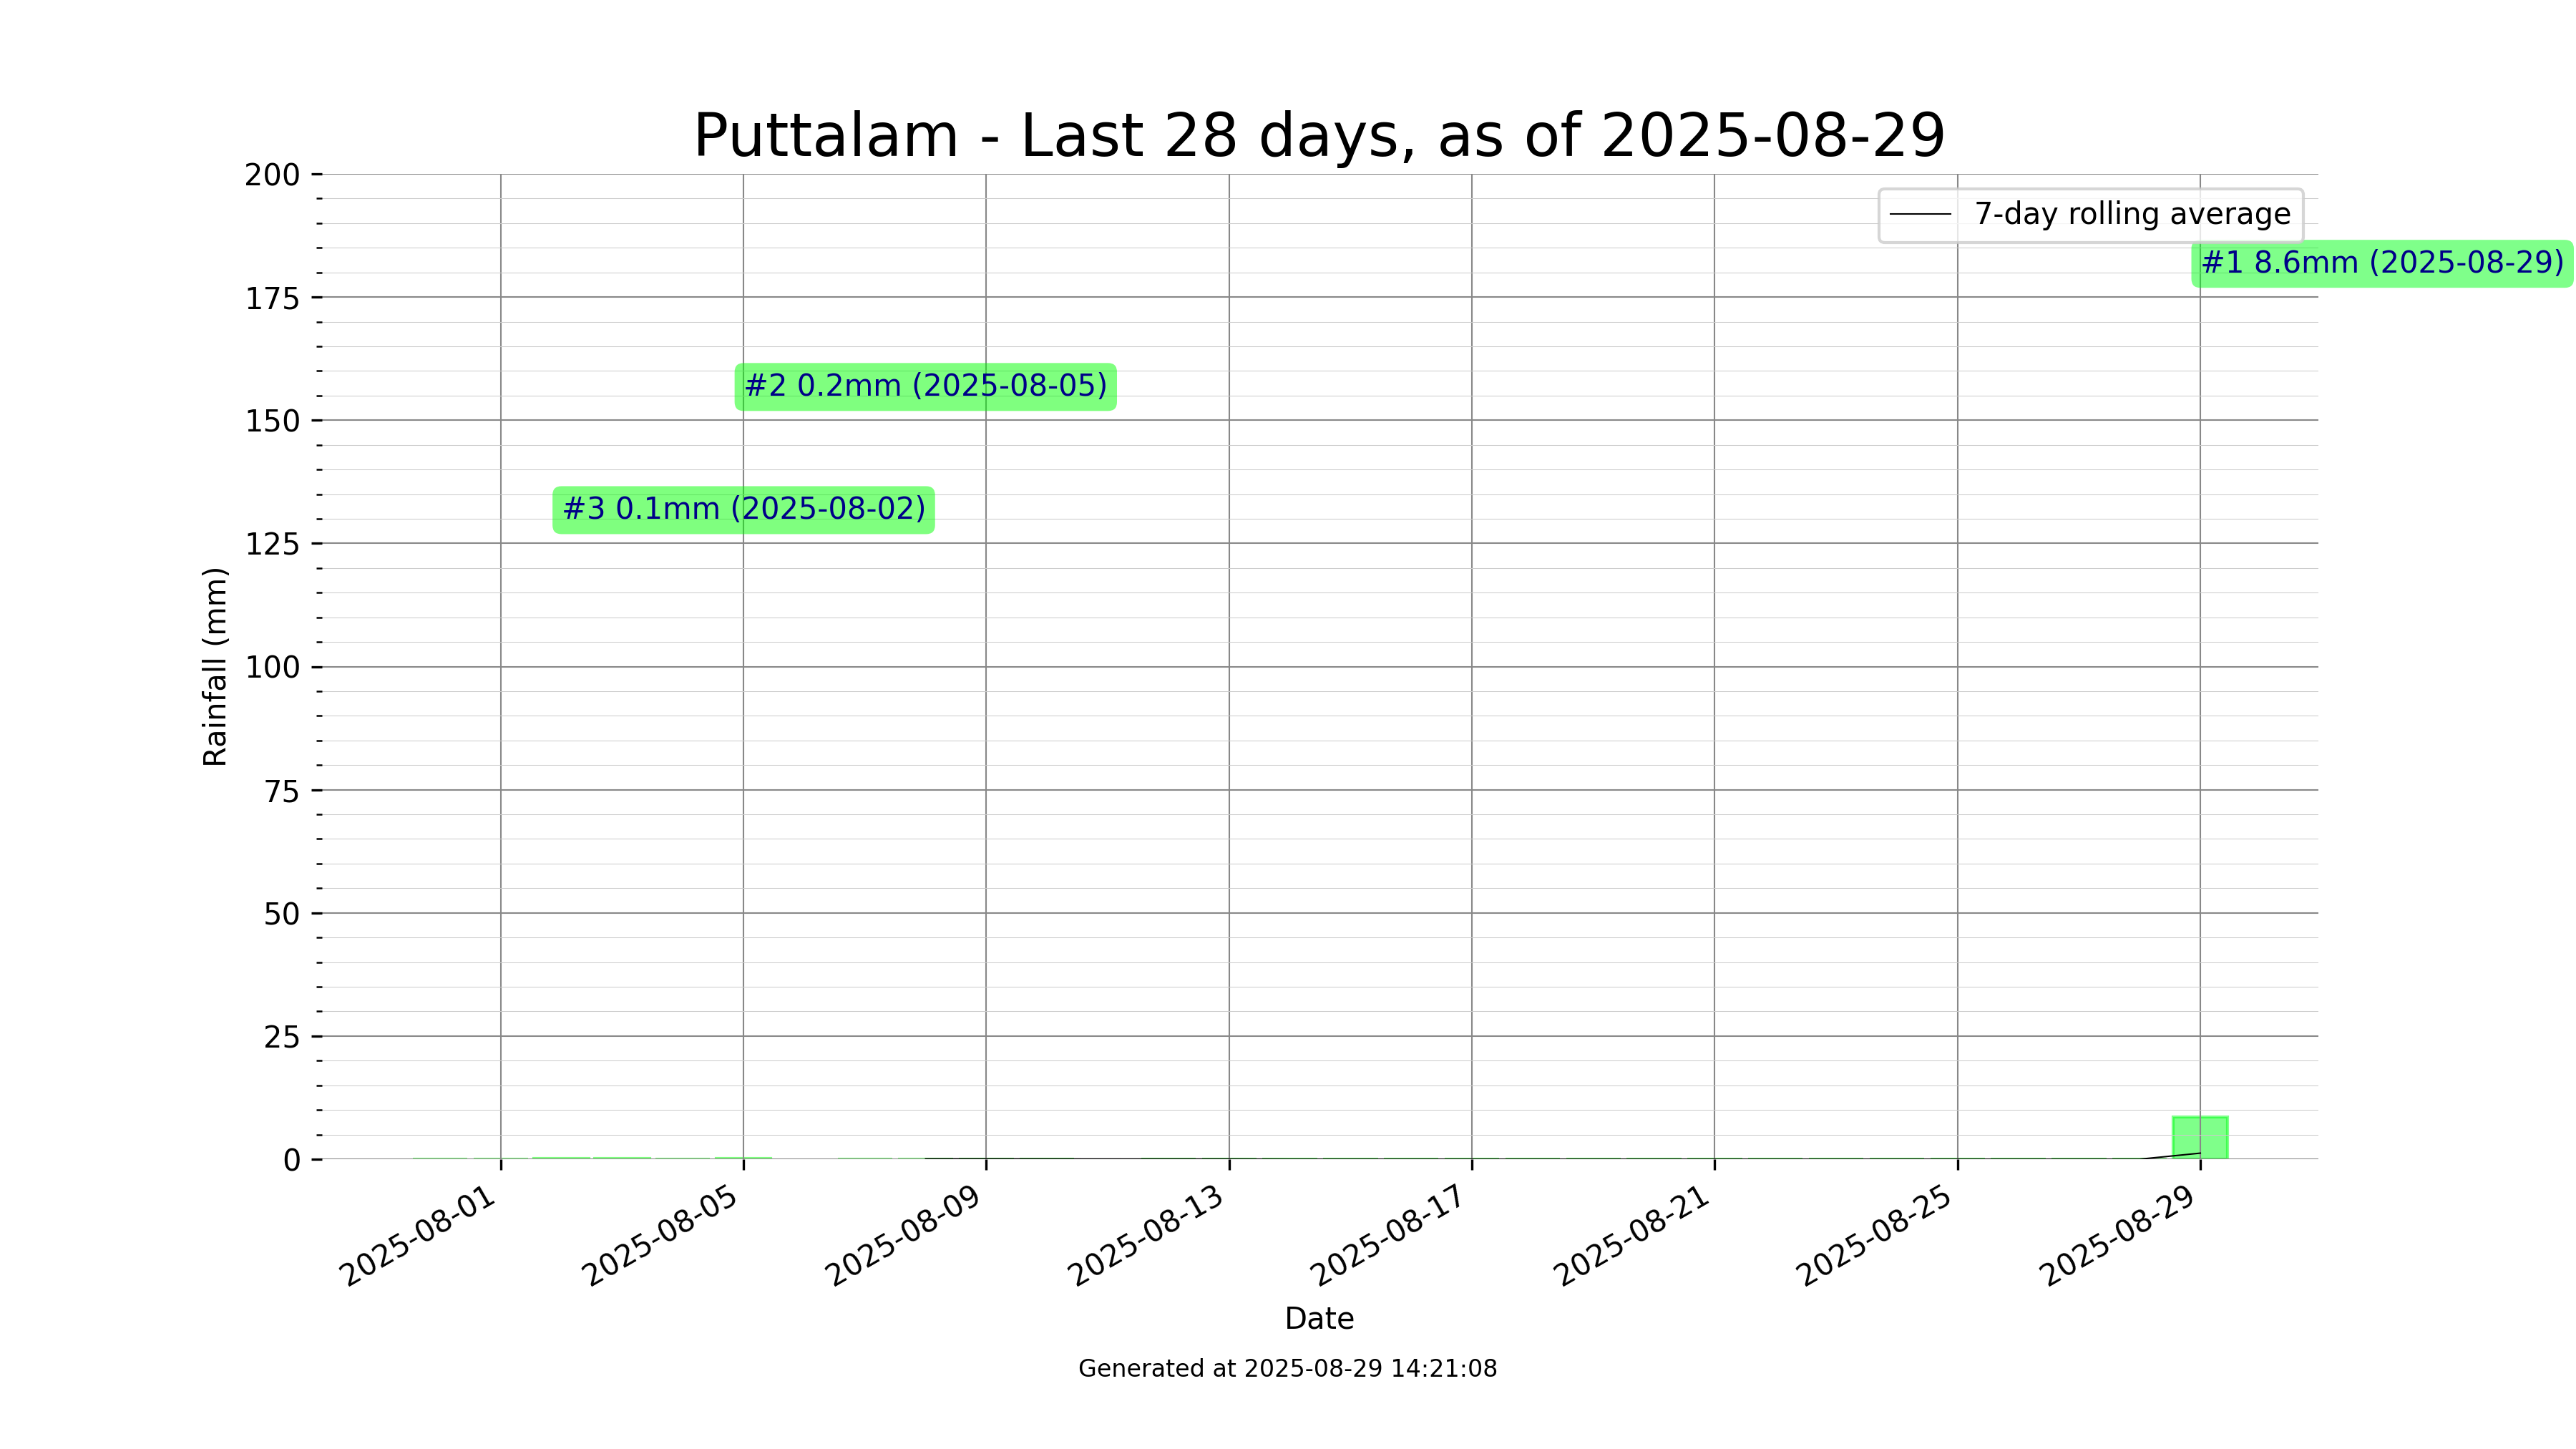 Puttalam - Last 28 days, as of 2025-08-29
200
175
150
125
100
75
50
25
0
Rainfall (mm)
7-day rolling average
#1 8.6mm (2025-08-29)
#2 0.2mm (2025-08-05)
#3 0.1mm (2025-08-02)
2025-08-01
2025-08-05
2025-08-09
2025-08-13
2025-08-17
2025-08-21
2025-08-25
2025-08-29
Date
Generated at 2025-08-29 14:21:08